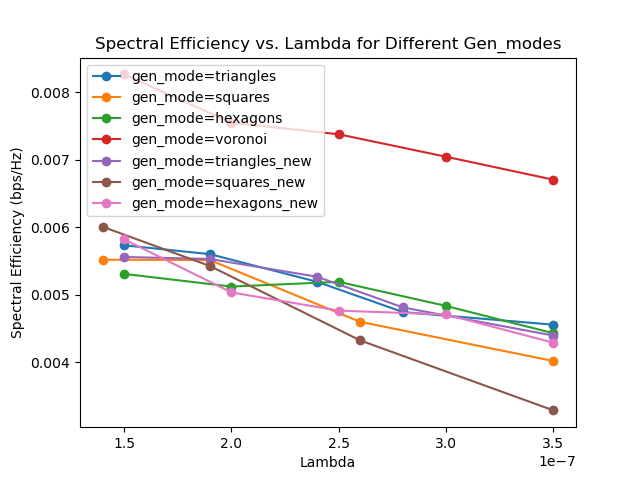 Spectral Efficiency vs. Lambda for Different Gen_modes
gen_mode=triangles
gen_mode=squares
gen_mode=hexagons
gen_mode=voronoi
gen_mode=triangles_new
gen_mode=squares_new
gen_mode=hexagons_new
Spectral Efficiency (bps/Hz)
0.008
0.007
0.006
0.005
0.004
1.5 2.0 2.5 3.0 3.5
1e−7
Lambda